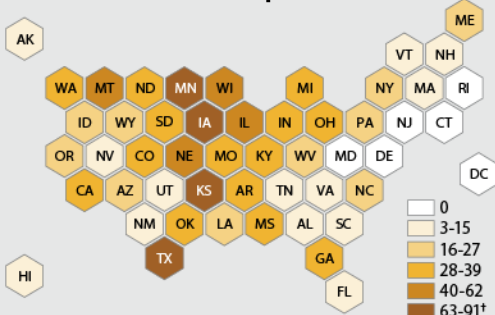 ME
AK
VT NH
WA MT ND MN WI MI NY MA RI
ID WY SD IA IL IN OH PA NJ CT
OR NV CO NE MO KY WV MD DE
DC
CA AZ UT KS AR TN VA NC
0
NM OK LA MS AL SC
3-15
16-27
TX GA
28-39
HI
40-62
FL
63-91†